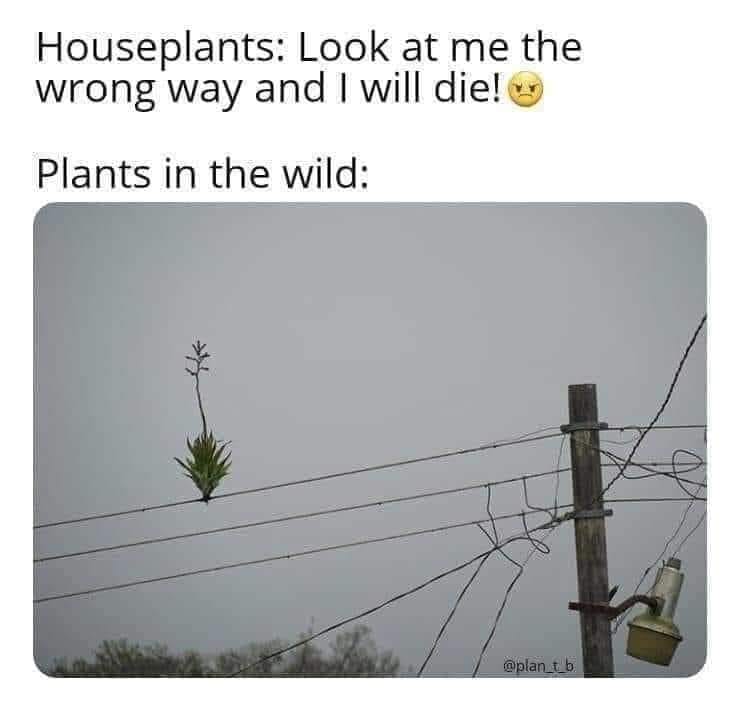 Houseplants: Look at me the
wrong way and I will die!😠
Plants in the wild:
@plan_t_b